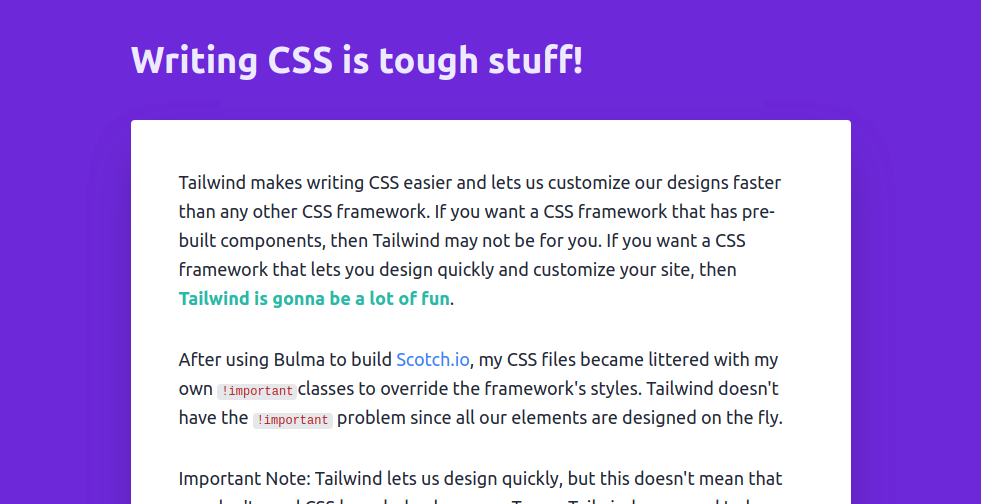 Writing CSS is tough stuff!
Tailwind makes writing CSS easier and lets us customize our designs faster
than any other CSS framework. If you want a CSS framework that has pre-
built components, then Tailwind may not be for you. If you want a CSS
framework that lets you design quickly and customize your site, then
Tailwind is gonna be a lot of fun.
After using Bulma to build Scotch.io, my CSS files became littered with my
own !important classes to override the framework's styles. Tailwind doesn't
have the !important problem since all our elements are designed on the fly.
Important Note: Tailwind lets us design quickly, but this doesn't mean that